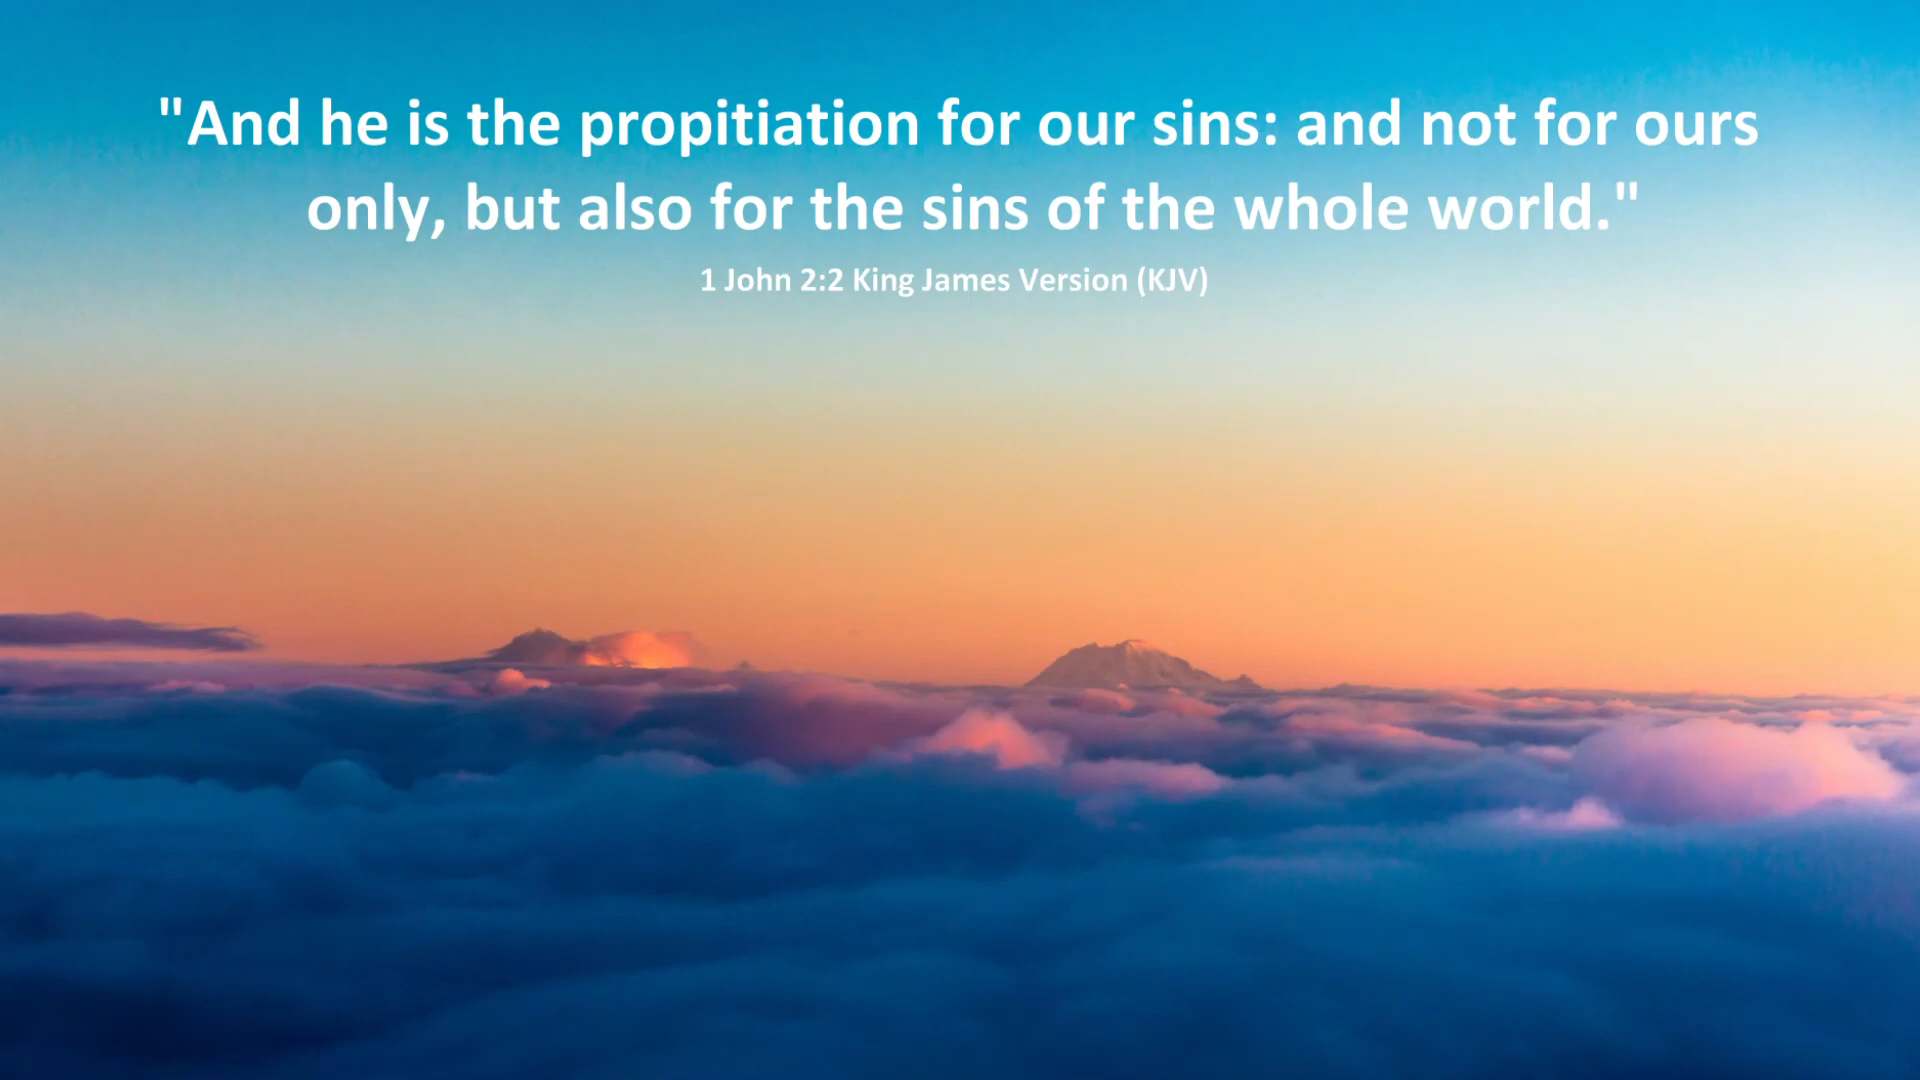 "And he is the propitiation for our sins: and not for ours
only, but also for the sins of the whole world."
1 John 2:2 King James Version (KJV)